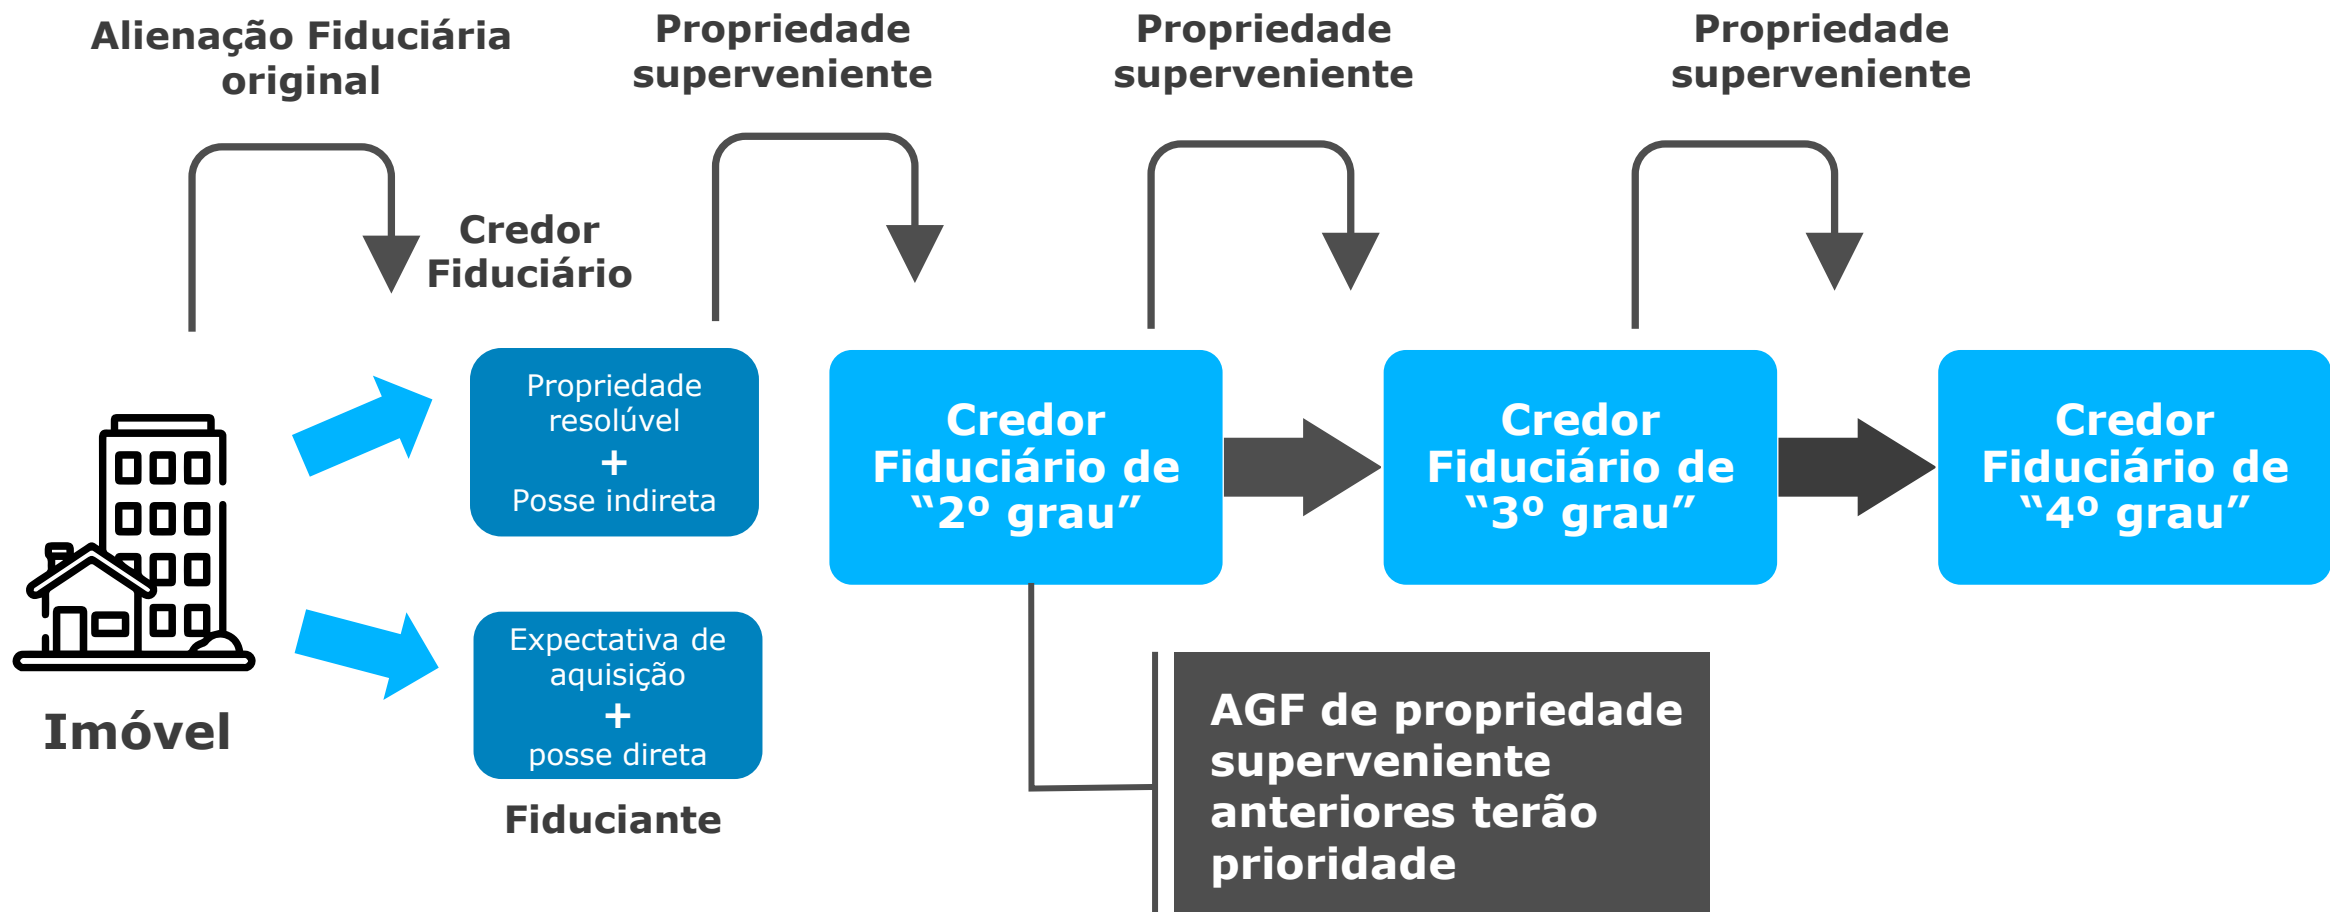 Alienação Fiduciária
original
Propriedade
superveniente
Propriedade
superveniente
Propriedade
superveniente
Credor
Fiduciário
Propriedade
resolúvel
+
Posse indireta
Credor
Fiduciário de
“2º grau”
Credor
Fiduciário de
“3º grau”
Credor
Fiduciário de
“4º grau”
Imóvel
Expectativa de
aquisição
+
posse direta
Fiduciante
AGF de propriedade
superveniente
anteriores terão
prioridade